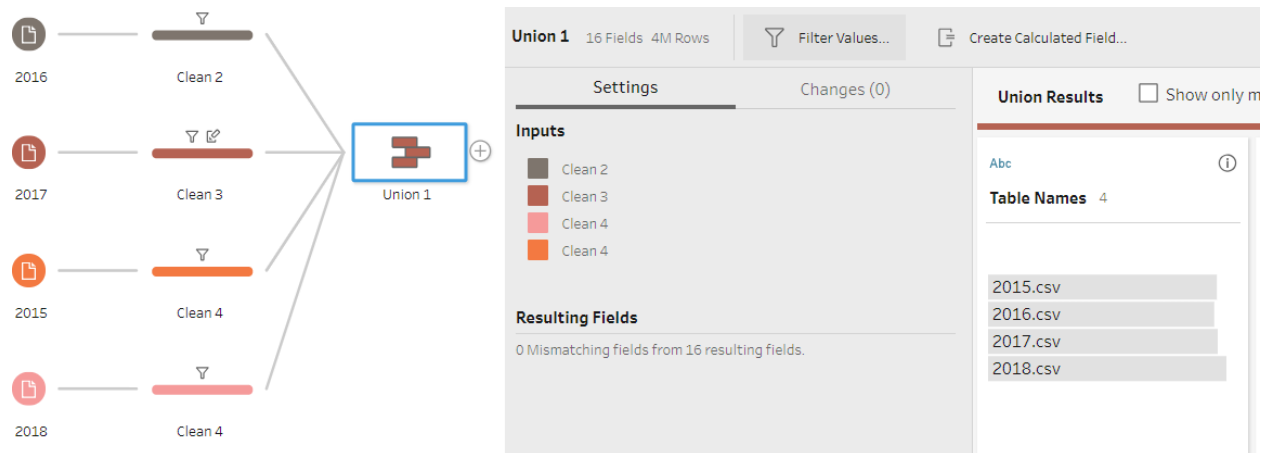 2016
Clean 2
2017
Clean 3
Union 1
2015
Clean 4
2018
Clean 4
Union 1 16 Fields 4M Rows
Filter Values...
Create Calculated Field...
Settings
Changes (0)
Inputs
Clean 2
Clean 3
Clean 4
Clean 4
Resulting Fields
0 Mismatching fields from 16 resulting fields.
Union Results
Show only m
Abc
Table Names 4
2015.csv
2016.csv
2017.csv
2018.csv